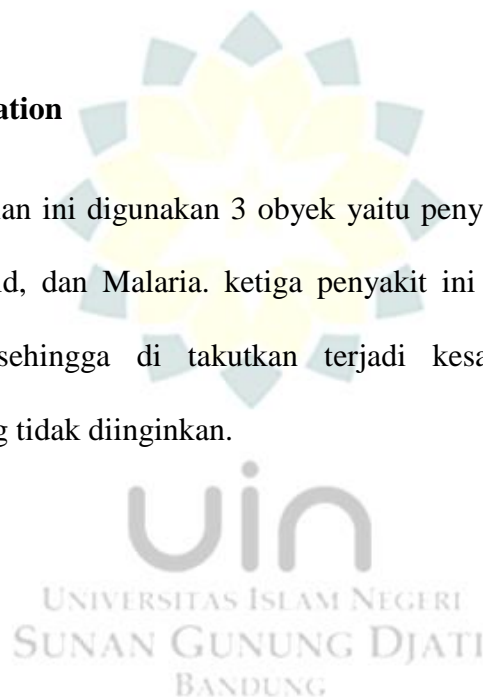 ation
an ini digunakan 3 obyek yaitu peny
id, dan Malaria. ketiga penyakit ini
sehingga di takutkan terjadi kesa
g tidak diinginkan.
uin
UNIVERSITAS ISLAM NEGERI
SUNAN GUNUNG DJATI
BANDUNG